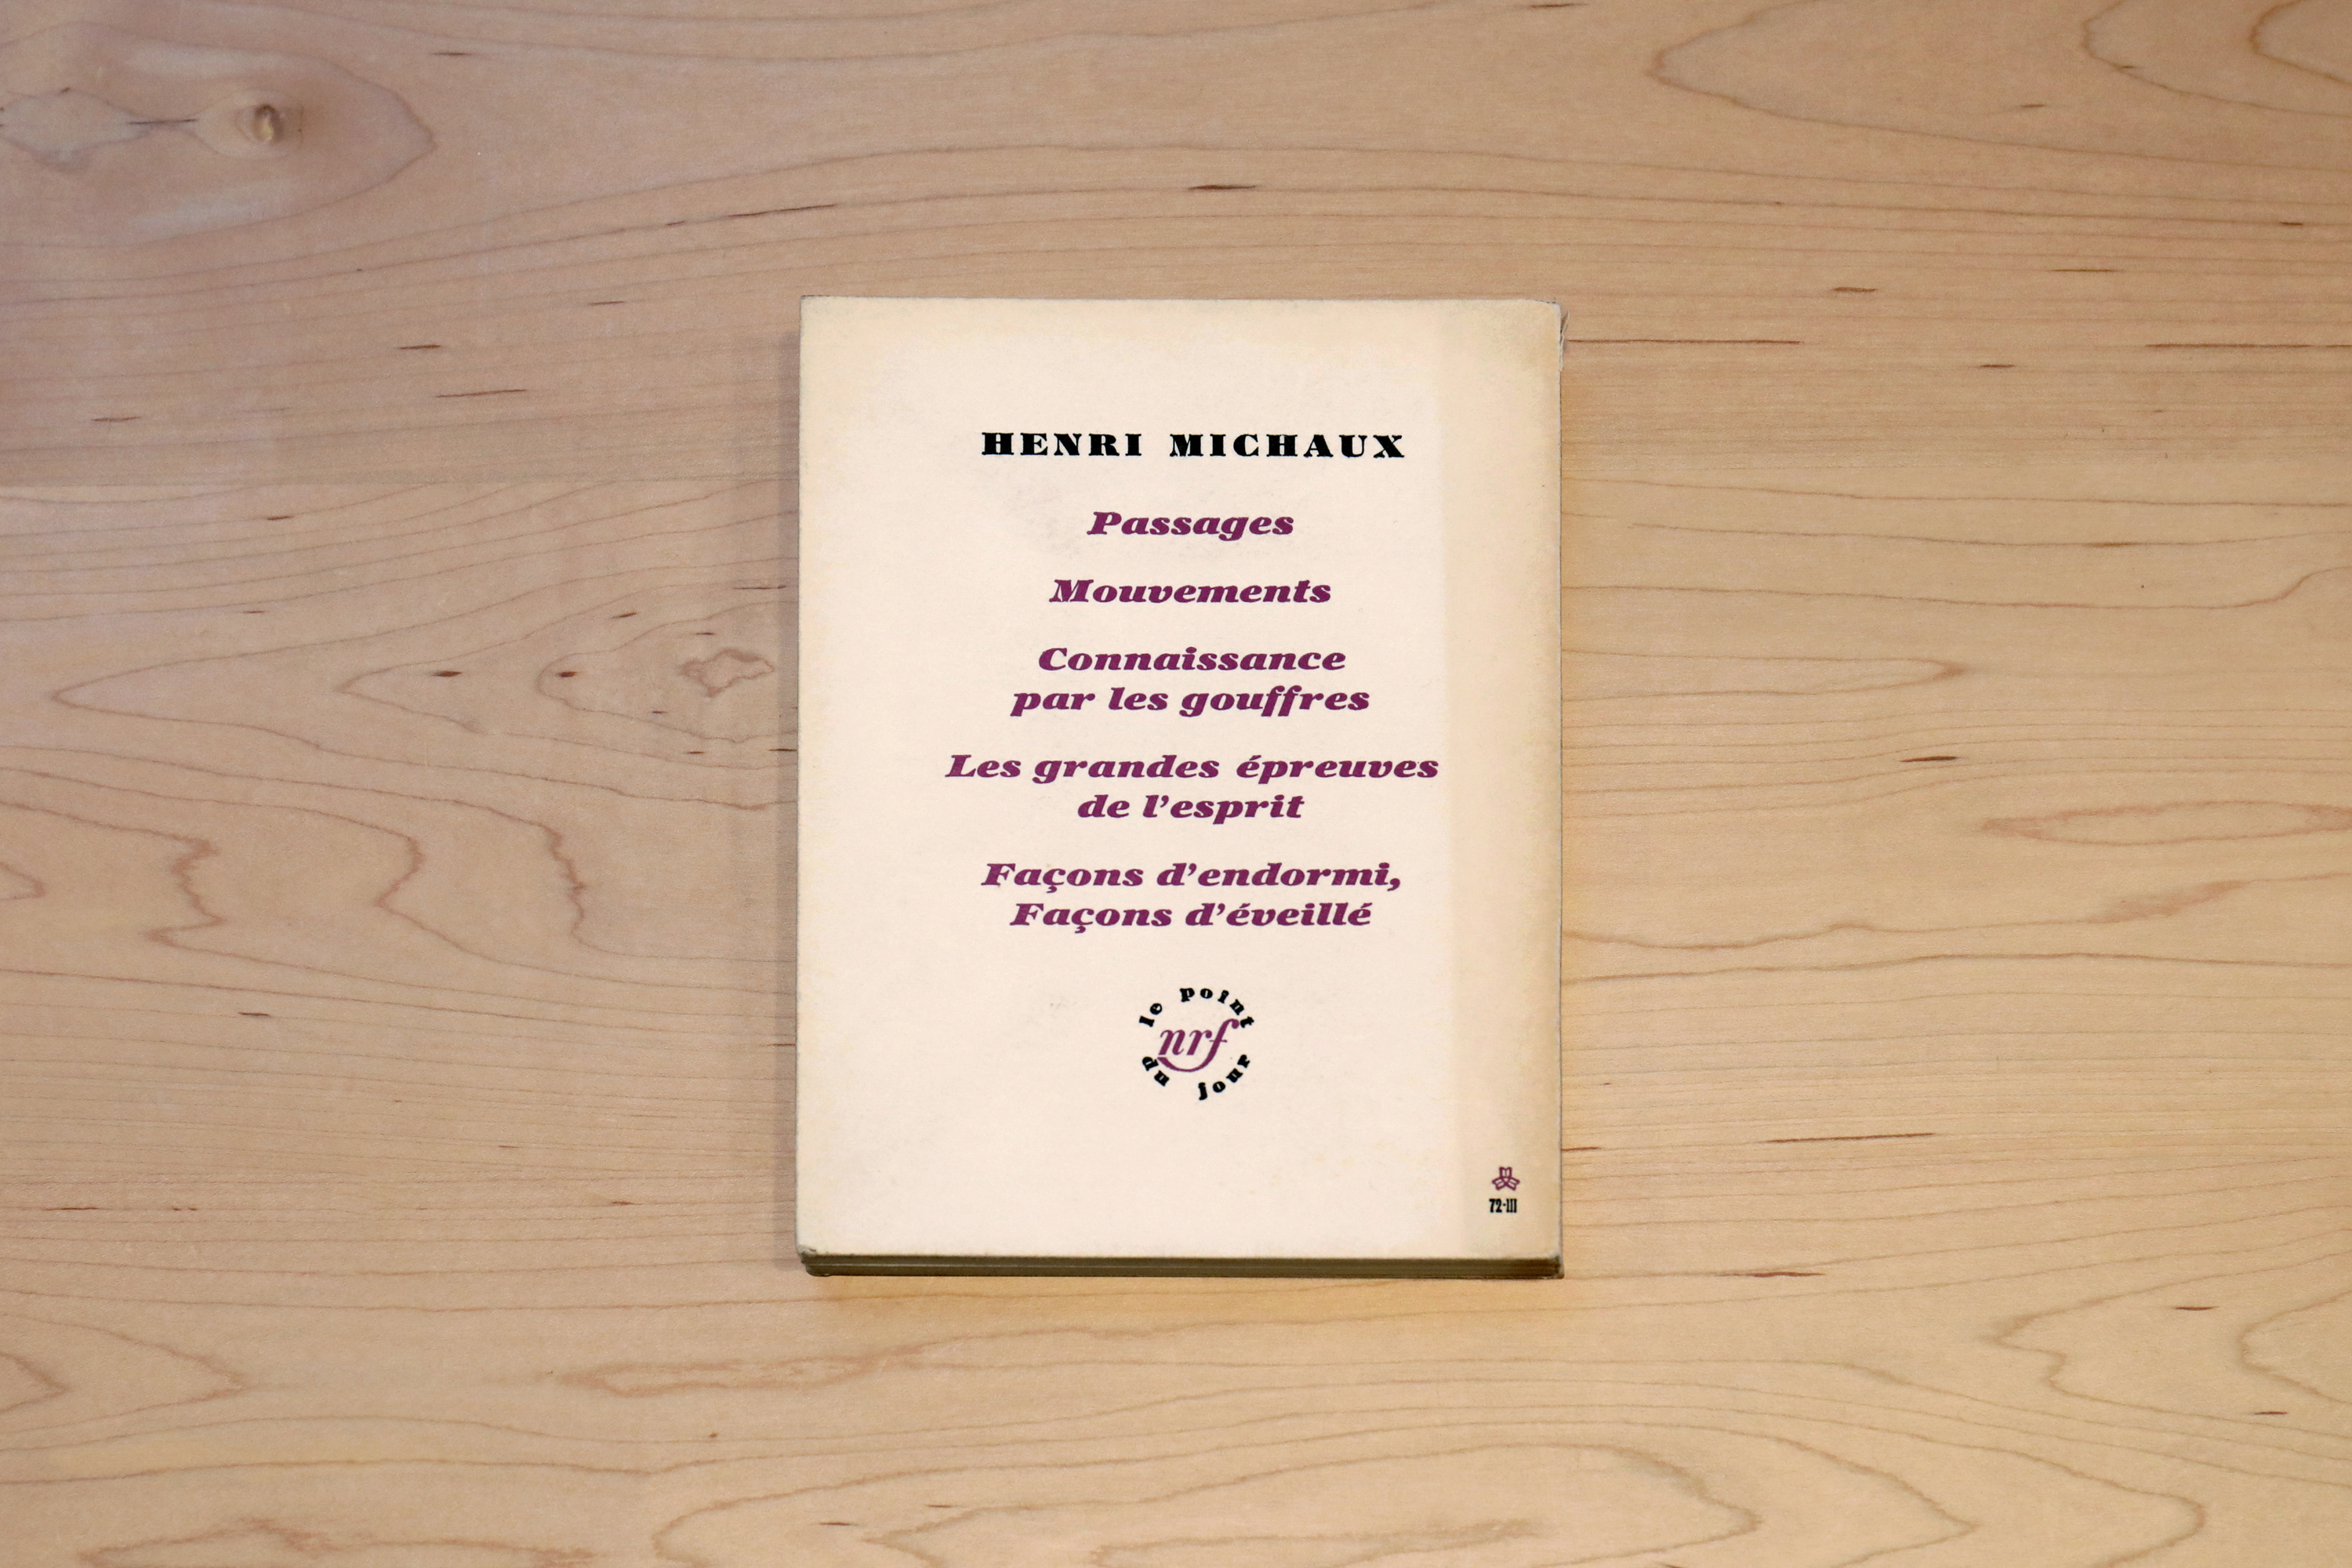 HENRI MICHAUX
Passages
Mouvements
Connaissance
par les gouffres
Les grandes épreuves
de l'esprit
Façons d'endormi,
Façons d'éveillé
le point
nrf
du jour
72-III